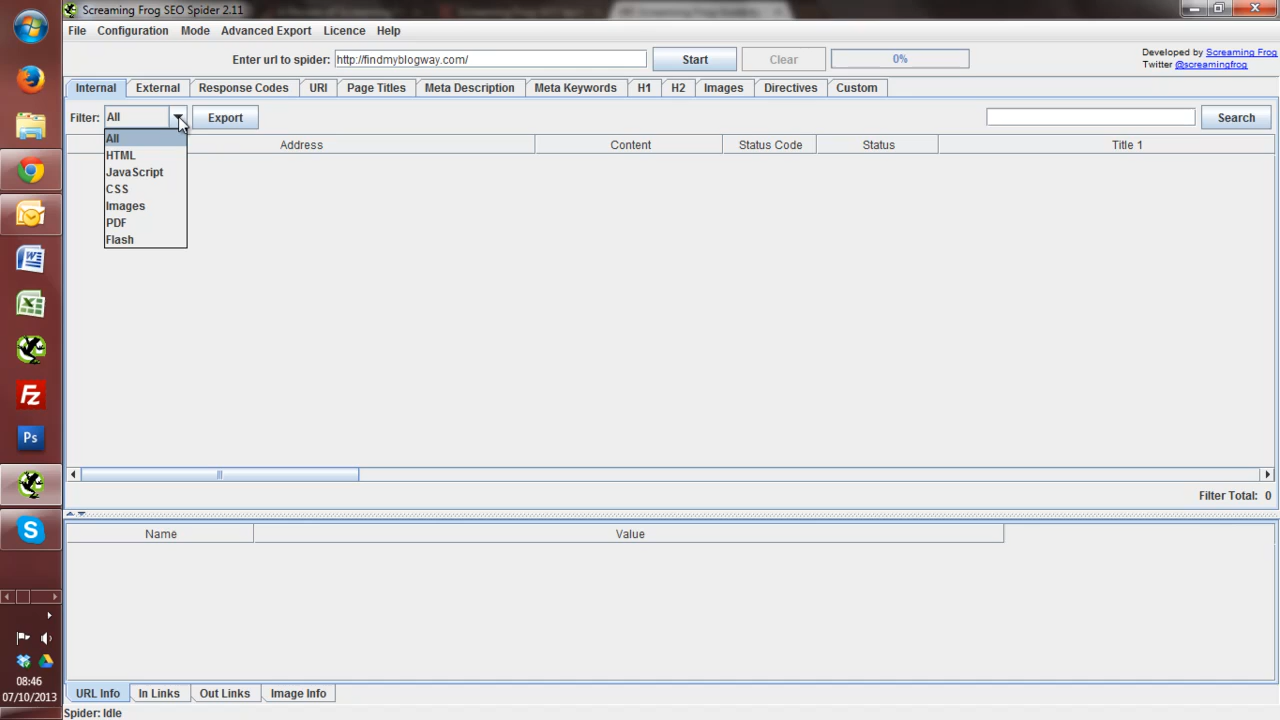 Screaming Frog SEO Spider 2.11
File Configuration Mode Advanced Export Licence Help
Enter url to spider: http://findmyblogway.com/ Start Clear 0%
Developed by Screaming Frog
Twitter @screamingfrog
Internal External Response Codes URI Page Titles Meta Description Meta Keywords H1 H2 Images Directives Custom
Filter: All Export Search
All
HTML
JavaScript
CSS
Images
PDF
Flash
Address Content Status Code Status Title 1
Filter Total: 0
Name Value
URL Info In Links Out Links Image Info
Spider: Idle
Fz
Ps
08:46
07/10/2013